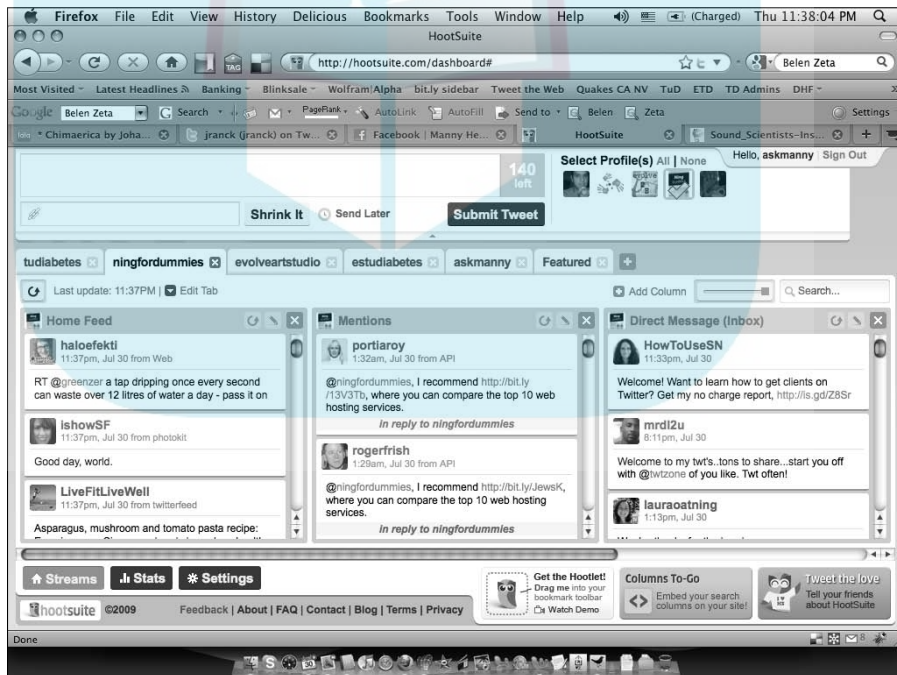 Firefox File Edit View History Delicious Bookmarks Tools Window Help (Charged) Thu 11:38:04 PM
HootSuite
http://hootsuite.com/dashboard# Belen Zeta
Most Visited Latest Headlines Banking Blinksale Wolfram|Alpha bit.ly sidebar Tweet the Web Quakes CA NV TuD ETD TD Admins DHF
Google Belen Zeta Search PageRank AutoLink AutoFill Send to Belen Zeta Settings
* Chimaerica by Joha... jranck (jranck) on Tw... Facebook | Manny He... HootSuite Sound_Scientists-Ins...
140 left
Select Profile(s) All | None
Hello, askmanny Sign Out
Shrink It Send Later Submit Tweet
tudiabetes ningfordummies evolveartstudio estudiabetes askmanny Featured
Last update: 11:37PM | Edit Tab Add Column Search...
Home Feed
haloefekti
11:37pm, Jul 30 from Web
RT @greenzer a tap dripping once every second
can waste over 12 litres of water a day - pass it on
ishowSF
11:37pm, Jul 30 from photokit
Good day, world.
LiveFitLiveWell
11:37pm, Jul 30 from twitterfeed
Asparagus, mushroom and tomato pasta recipe:
Mentions
portiaroy
1:32am, Jul 30 from API
@ningfordummies, I recommend http://bit.ly
/13V3Tb, where you can compare the top 10 web
hosting services.
in reply to ningfordummies
rogerfrish
1:29am, Jul 30 from API
@ningfordummies, I recommend http://bit.ly/JewsK,
where you can compare the top 10 web hosting
services.
in reply to ningfordummies
Direct Message (Inbox)
HowToUseSN
11:33pm, Jul 30
Welcome! Want to learn how to get clients on
Twitter? Get my no charge report, http://is.gd/Z8Sr
mrdl2u
8:11pm, Jul 30
Welcome to my twt's..tons to share...start you off
with @twtzone of you like. Twt often!
lauraoatning
1:13pm, Jul 30
Streams Stats Settings
Get the Hootlet!
Drag me into your
bookmark toolbar
Watch Demo
Columns To-Go
Embed your search
columns on your site!
Tweet the love
Tell your friends
about HootSuite
hootsuite ©2009 Feedback | About | FAQ | Contact | Blog | Terms | Privacy
Done 8